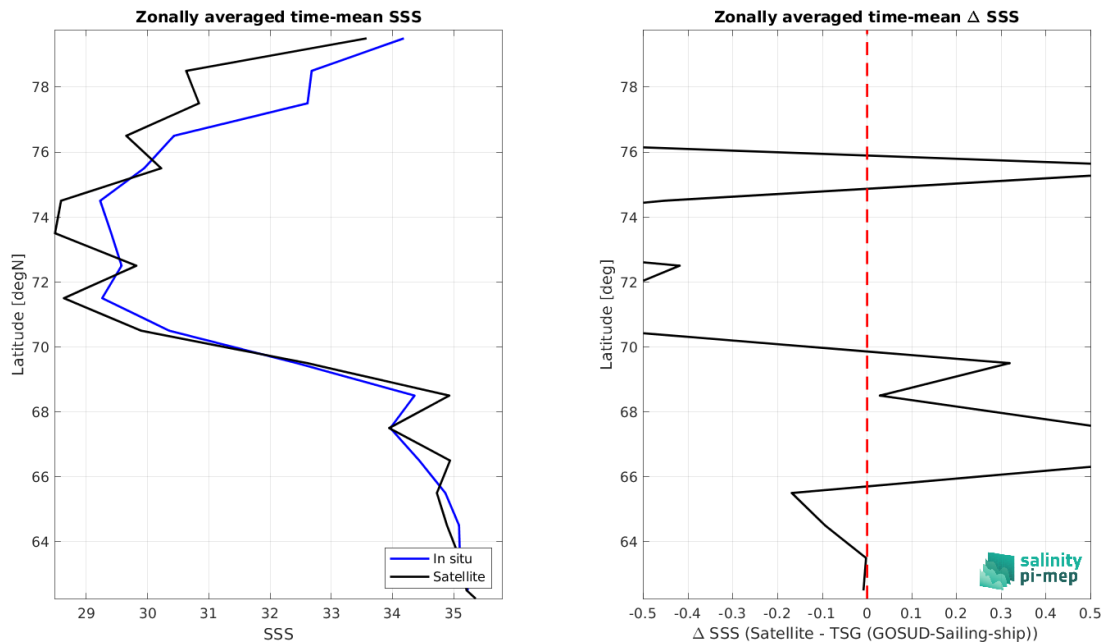 Zonally averaged time-mean SSS
78
76
74
72
70
68
66
64
Latitude [degN]
29 30 31 32 33 34 35
SSS
In situ
Satellite
Zonally averaged time-mean Δ SSS
78
76
74
72
70
68
66
64
Latitude [deg]
-0.5 -0.4 -0.3 -0.2 -0.1 0 0.1 0.2 0.3 0.4 0.5
Δ SSS (Satellite - TSG (GOSUD-Sailing-ship))
salinity
pi-mep